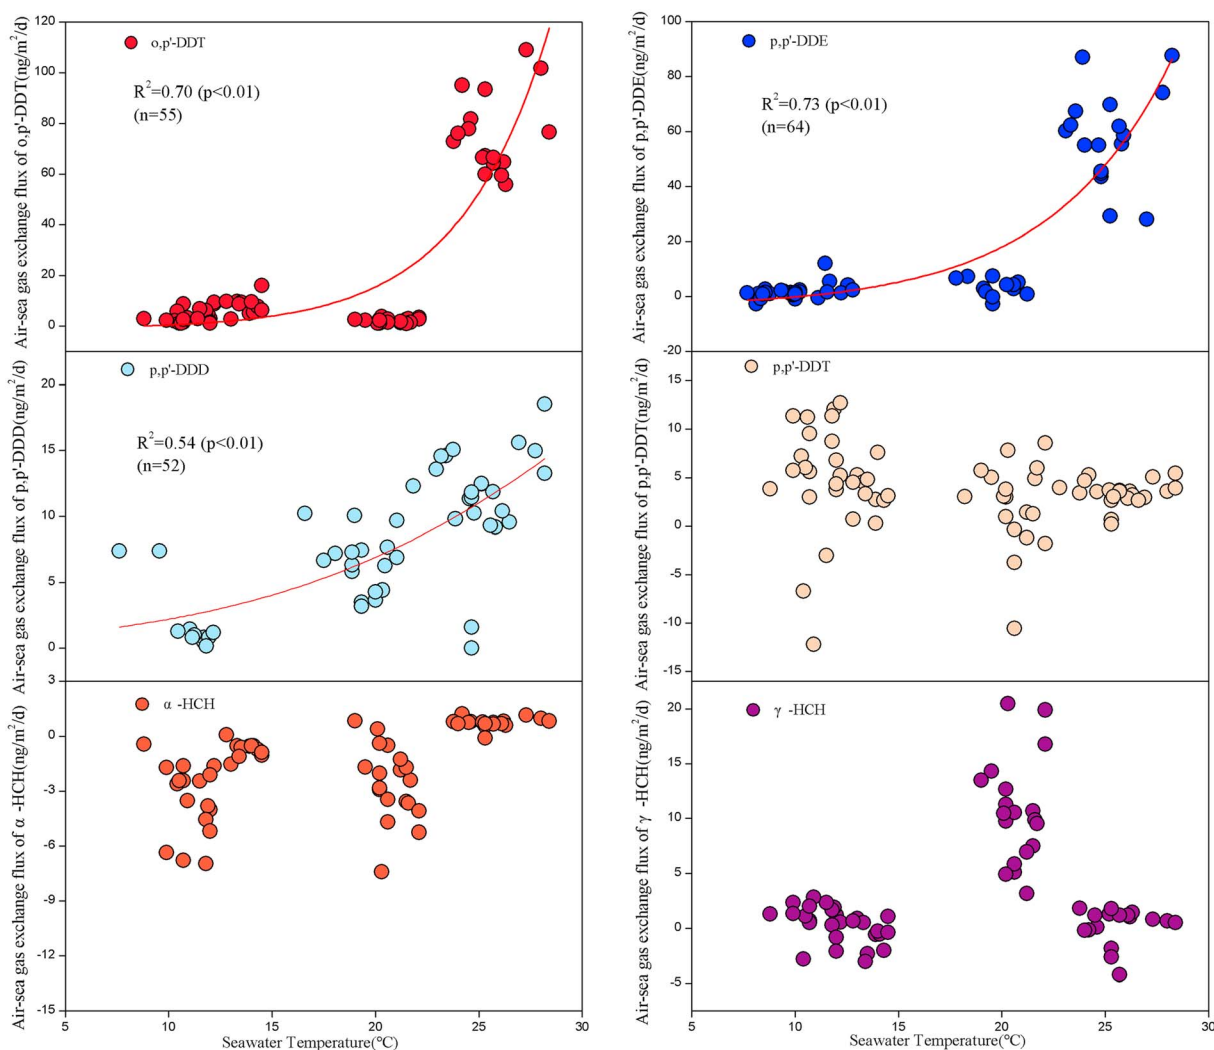 Air-sea gas exchange flux of o,p'-DDT(ng/m²/d)
120
100
80
60
40
20
0
o,p'-DDT
R²=0.70 (p<0.01)
(n=55)
Air-sea gas exchange flux of p,p'-DDE(ng/m²/d)
100
80
60
40
20
0
-20
p,p'-DDE
R²=0.73 (p<0.01)
(n=64)
Air-sea gas exchange flux of p,p'-DDD(ng/m²/d)
20
15
10
5
0
p,p'-DDD
R²=0.54 (p<0.01)
(n=52)
Air-sea gas exchange flux of p,p'-DDT(ng/m²/d)
15
10
5
0
-5
-10
-15
p,p'-DDT
Air-sea gas exchange flux of α -HCH(ng/m²/d)
3
0
-3
-6
-9
-12
-15
α -HCH
5
10
15
20
25
30
Seawater Temperature(℃)
Air-sea gas exchange flux of γ -HCH(ng/m²/d)
20
15
10
5
0
-5
γ -HCH
5
10
15
20
25
30
Seawater Temperature(℃)